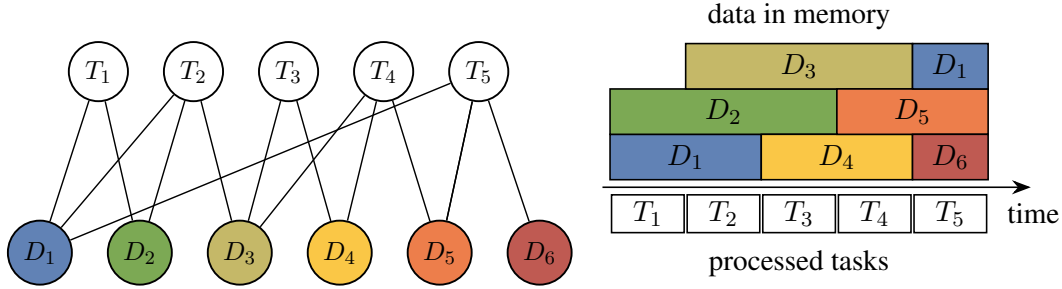 T1 T2 T3 T4 T5
D1 D2 D3 D4 D5 D6
data in memory
D3 D1
D2 D5
D1 D4 D6
T1 T2 T3 T4 T5 time
processed tasks